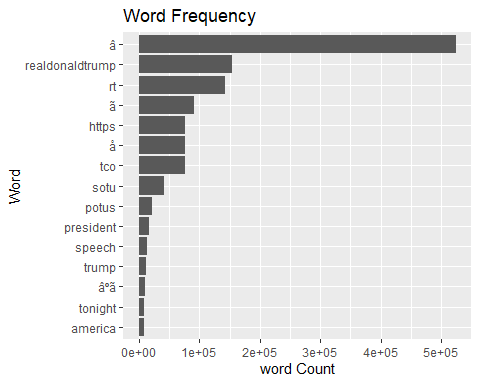 Word Frequency
â
realdonaldtrump
rt
ã
https
å
tco
sotu
potus
president
speech
trump
âºã
tonight
america
Word
0e+00 1e+05 2e+05 3e+05 4e+05 5e+05
word Count